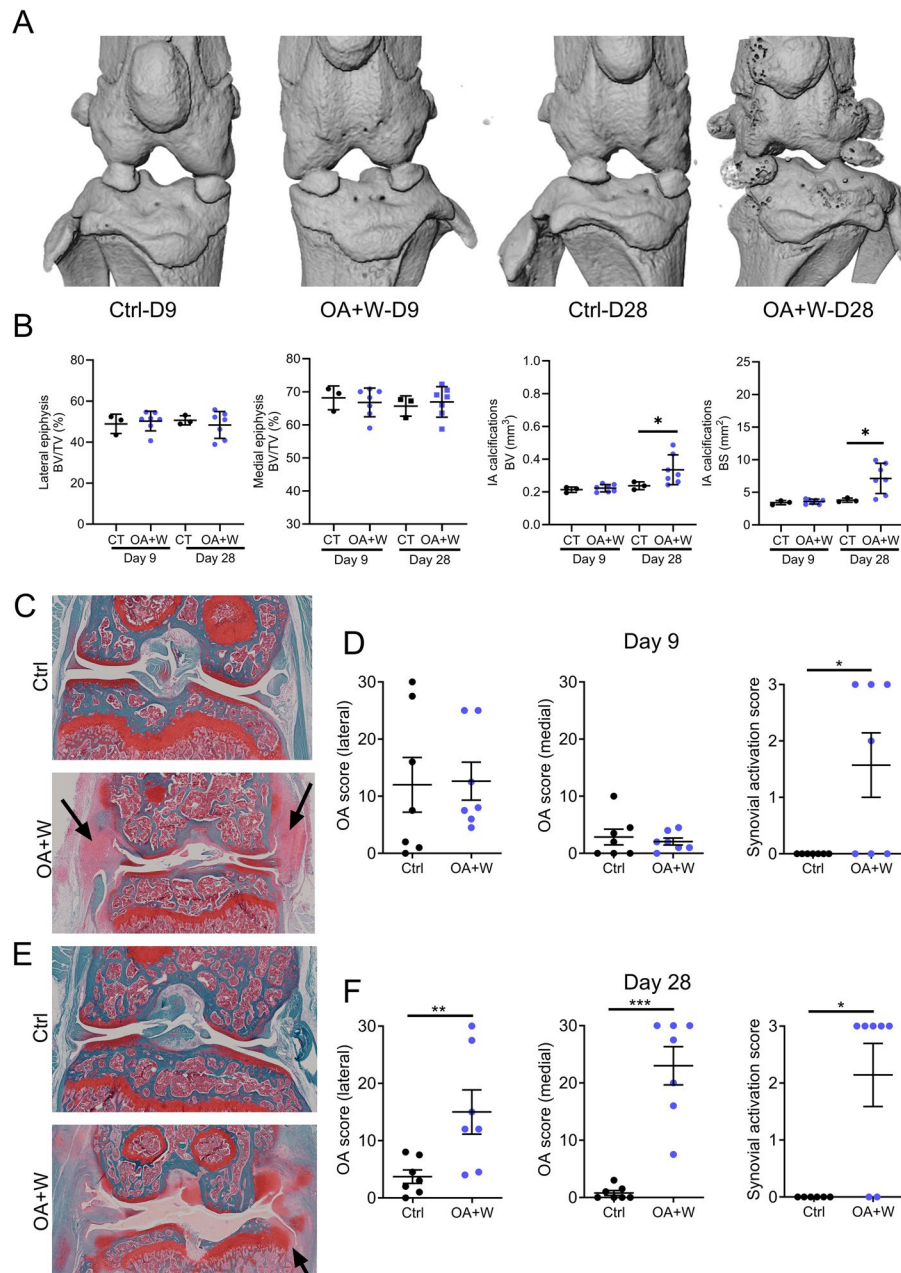 A
Ctrl-D9
OA+W-D9
Ctrl-D28
OA+W-D28
B
Lateral epiphysis
BV/TV (%)
80
60
40
20
0
CT OA+W CT OA+W
Day 9 Day 28
Medial epiphysis
BV/TV (%)
80
70
60
50
40
30
CT OA+W CT OA+W
Day 9 Day 28
IA calcifications
BV (mm³)
1.0
0.8
0.6
0.4
0.2
0.0
*
CT OA+W CT OA+W
Day 9 Day 28
IA calcifications
BS (mm²)
25
15
10
5
0
*
CT OA+W CT OA+W
Day 9 Day 28
C
Ctrl
OA+W
D
Day 9
OA score (lateral)
30
20
10
0
Ctrl OA+W
OA score (medial)
30
20
10
0
Ctrl OA+W
Synovial activation score
3
2
1
0
*
Ctrl OA+W
E
Ctrl
OA+W
F
Day 28
OA score (lateral)
30
20
10
0
**
Ctrl OA+W
OA score (medial)
30
20
10
0
***
Ctrl OA+W
Synovial activation score
3
2
1
0
*
Ctrl OA+W